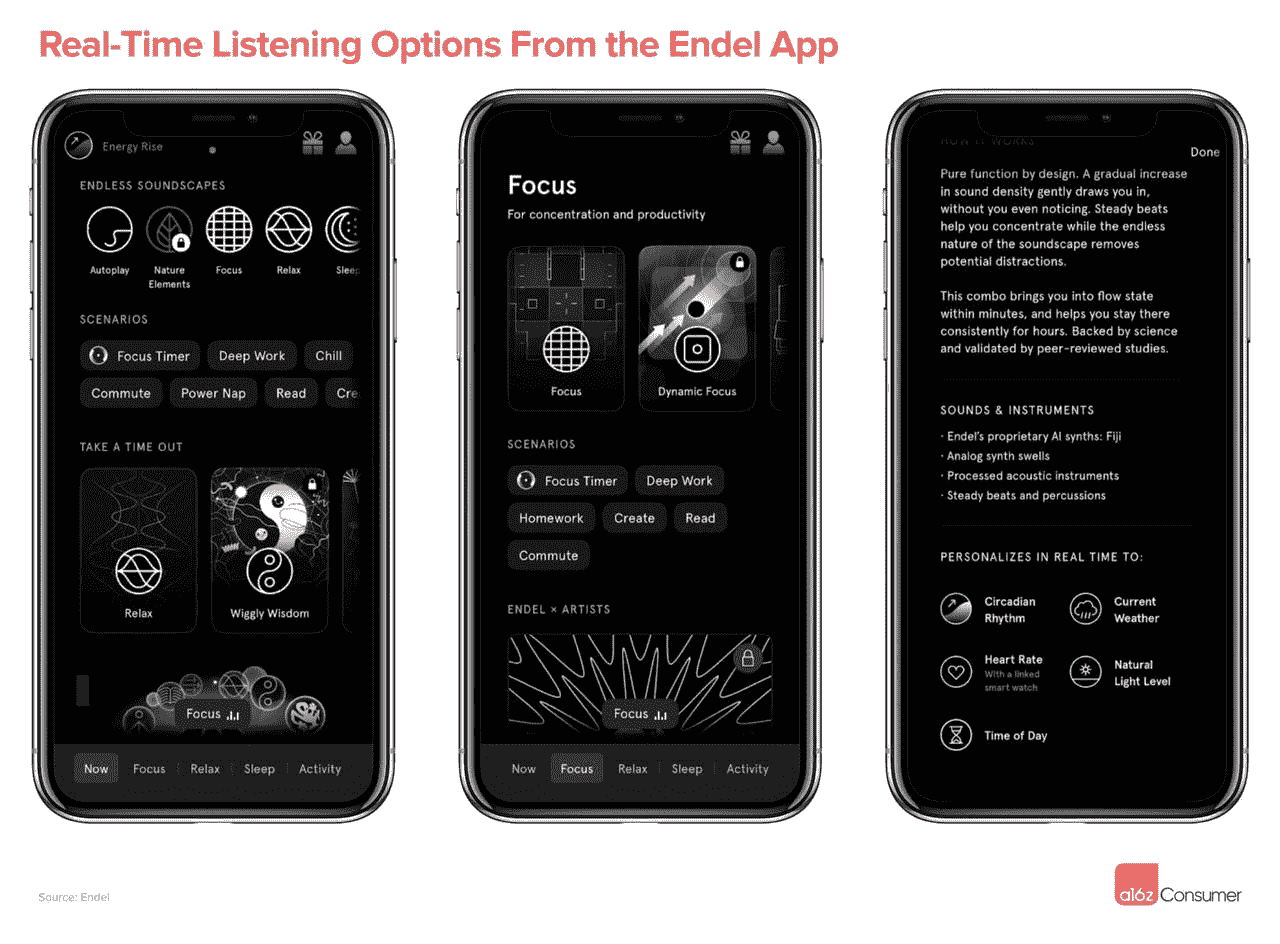 Real-Time Listening Options From the Endel App
Energy Rise
ENDLESS SOUNDSCAPES
Autoplay
Nature
Elements
Focus
Relax
Sleep
SCENARIOS
Focus Timer
Deep Work
Chill
Commute
Power Nap
Read
Cre
TAKE A TIME OUT
Relax
Wiggly Wisdom
Focus
Now
Focus
Relax
Sleep
Activity
Focus
For concentration and productivity
Focus
Dynamic Focus
SCENARIOS
Focus Timer
Deep Work
Homework
Create
Read
Commute
ENDEL × ARTISTS
Focus
Now
Focus
Relax
Sleep
Activity
HOW IT WORKS
Done
Pure function by design. A gradual increase
in sound density gently draws you in,
without you even noticing. Steady beats
help you concentrate while the endless
nature of the soundscape removes
potential distractions.
This combo brings you into flow state
within minutes, and helps you stay there
consistently for hours. Backed by science
and validated by peer-reviewed studies.
SOUNDS & INSTRUMENTS
· Endel's proprietary AI synths: Fiji
· Analog synth swells
· Processed acoustic instruments
· Steady beats and percussions
PERSONALIZES IN REAL TIME TO:
Circadian
Rhythm
Current
Weather
Heart Rate
With a linked
smart watch
Natural
Light Level
Time of Day
Source: Endel
a16z Consumer